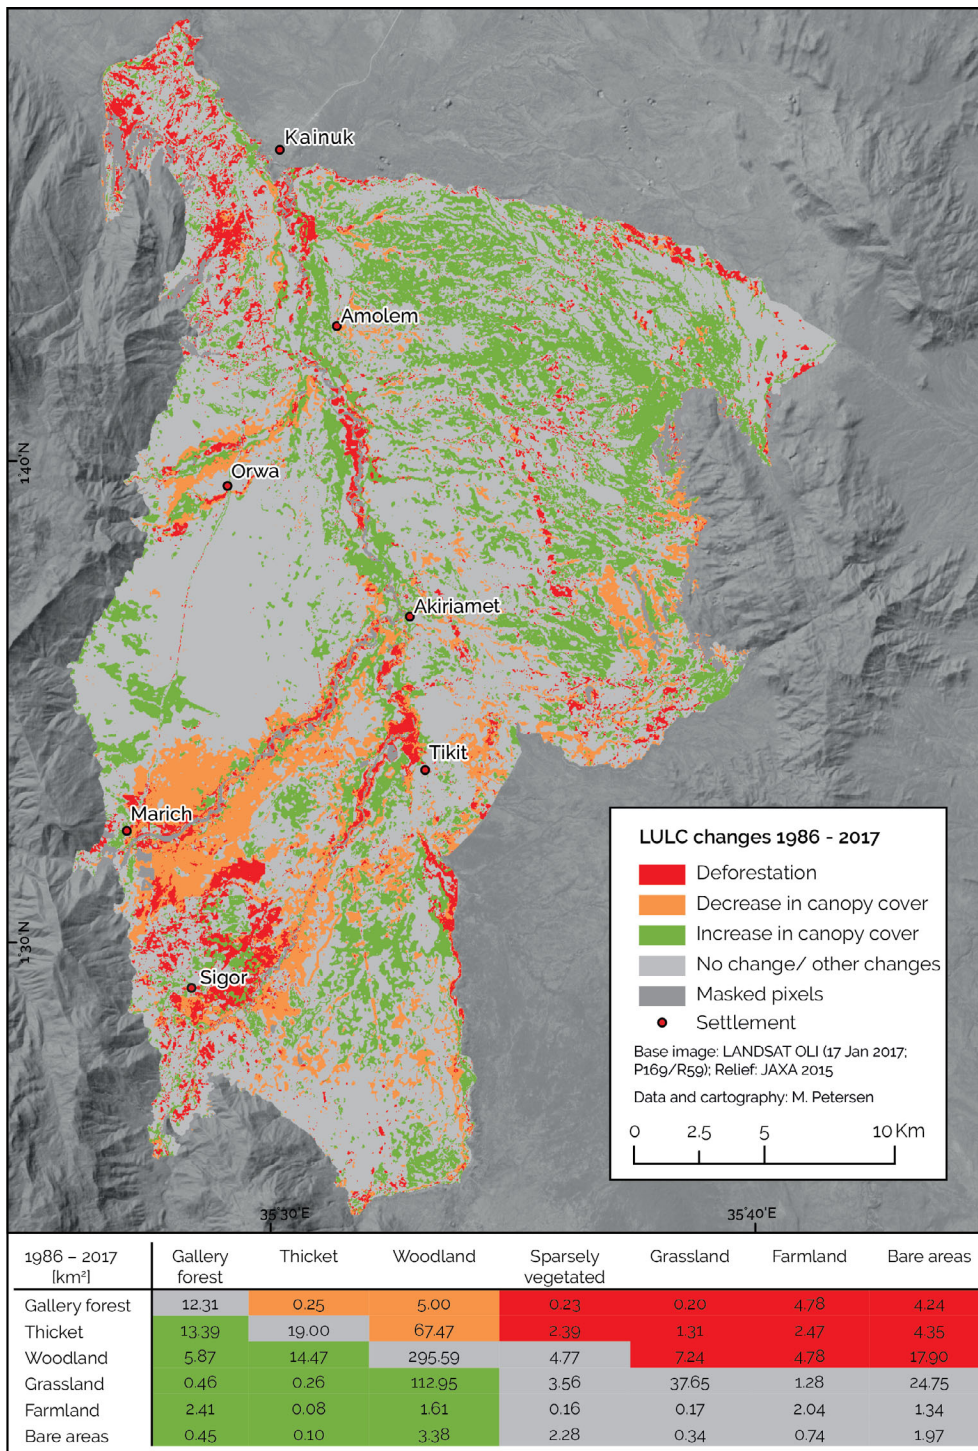 Kainuk
Amolem
1°40'N
Orwa
Akiriamet
Tikit
Marich
1°30'N
Sigor
LULC changes 1986 - 2017
Deforestation
Decrease in canopy cover
Increase in canopy cover
No change/ other changes
Masked pixels
Settlement
Base image: LANDSAT OLI (17 Jan 2017;
P169/R59); Relief: JAXA 2015
Data and cartography: M. Petersen
0 2.5 5 10 Km
35°30'E 35°40'E
1986 – 2017 Gallery Thicket Woodland Sparsely Grassland Farmland Bare areas
[km²] forest vegetated
Gallery forest 12.31 0.25 5.00 0.23 0.20 4.78 4.24
Thicket 13.39 19.00 67.47 2.39 1.31 2.47 4.35
Woodland 5.87 14.47 295.59 4.77 7.24 4.78 17.90
Grassland 0.46 0.26 112.95 3.56 37.65 1.28 24.75
Farmland 2.41 0.08 1.61 0.16 0.17 2.04 1.34
Bare areas 0.45 0.10 3.38 2.28 0.34 0.74 1.97